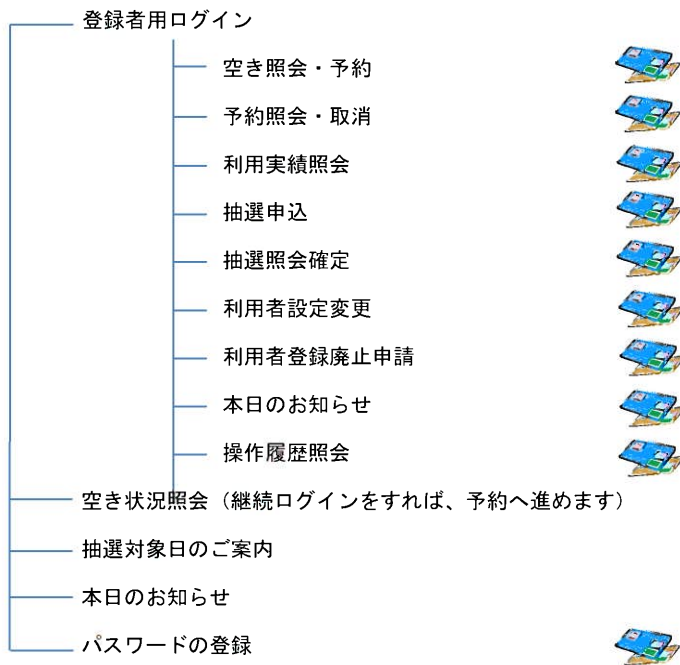 登録者用ログイン
空き照会・予約
予約照会・取消
利用実績照会
抽選申込
抽選照会確定
利用者設定変更
利用者登録廃止申請
本日のお知らせ
操作履歴照会
空き状況照会（継続ログインをすれば、予約へ進めます）
抽選対象日のご案内
本日のお知らせ
パスワードの登録